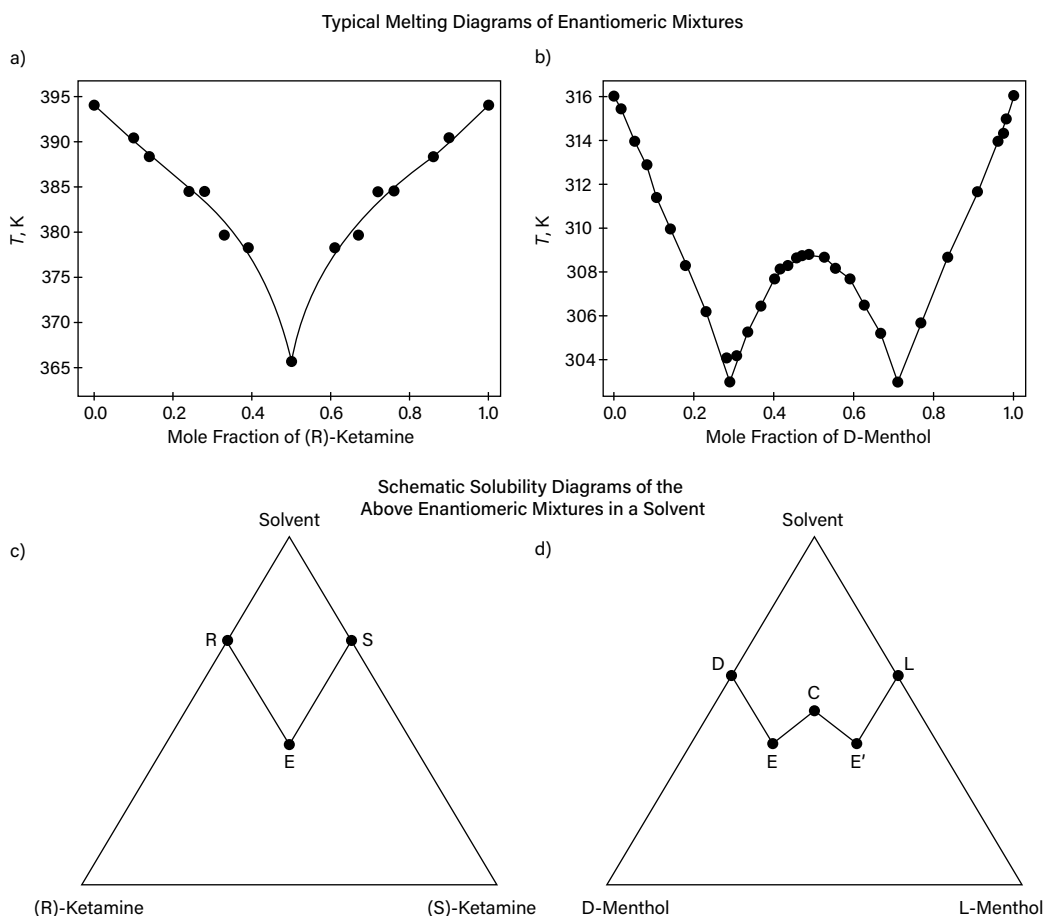 Typical Melting Diagrams of Enantiomeric Mixtures
a)
395
390
385
380
375
370
365
T, K
0.0 0.2 0.4 0.6 0.8 1.0
Mole Fraction of (R)-Ketamine
b)
316
314
312
310
308
306
304
T, K
0.0 0.2 0.4 0.6 0.8 1.0
Mole Fraction of D-Menthol
Schematic Solubility Diagrams of the
Above Enantiomeric Mixtures in a Solvent
c)
Solvent
R S
E
(R)-Ketamine (S)-Ketamine
d)
Solvent
D L
C
E E′
D-Menthol L-Menthol